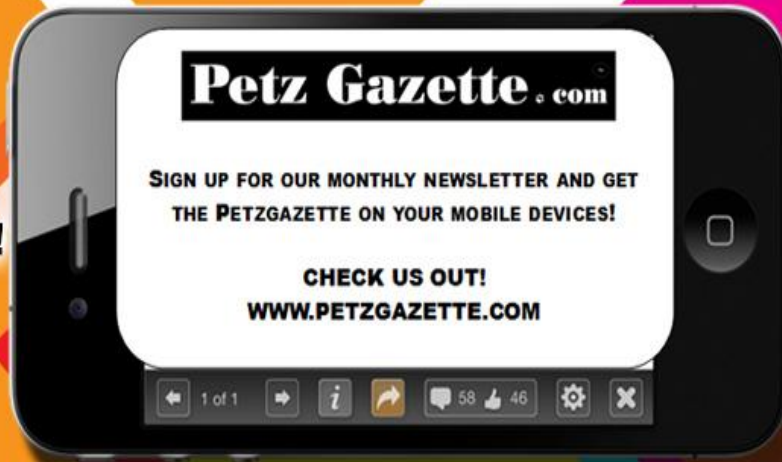 Petz Gazette.com
SIGN UP FOR OUR MONTHLY NEWSLETTER AND GET
THE PETZGAZETTE ON YOUR MOBILE DEVICES!
CHECK US OUT!
WWW.PETZGAZETTE.COM
1 of 1 i 58 46
!